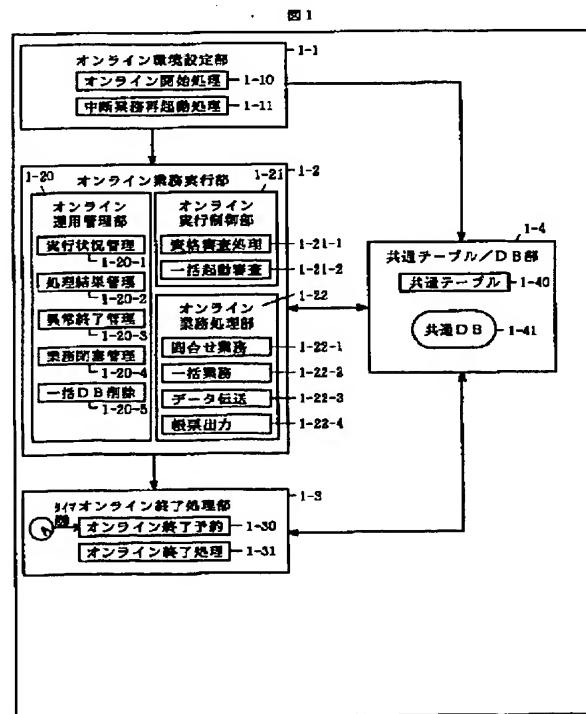 図1
1-1
オンライン環境設定部
オンライン開始処理
1-10
中断業務再起動処理
1-11
1-20
オンライン業務実行部
1-21
1-2
オンライン
運用管理部
実行状況管理
1-20-1
処理結果管理
1-20-2
異常終了管理
1-20-3
業務閉塞管理
1-20-4
一括DB削除
1-20-5
オンライン
実行制御部
資格審査処理
1-21-1
一括起動審査
1-21-2
オンライン
業務処理部
1-22
問合せ業務
1-22-1
一括業務
1-22-2
データ伝送
1-22-3
帳票出力
1-22-4
1-4
共通テーブル/DB部
共通テーブル
1-40
共通DB
1-41
1-3
オンライン終了処理部
タイマ
オンライン終了予約
1-30
オンライン終了処理
1-31